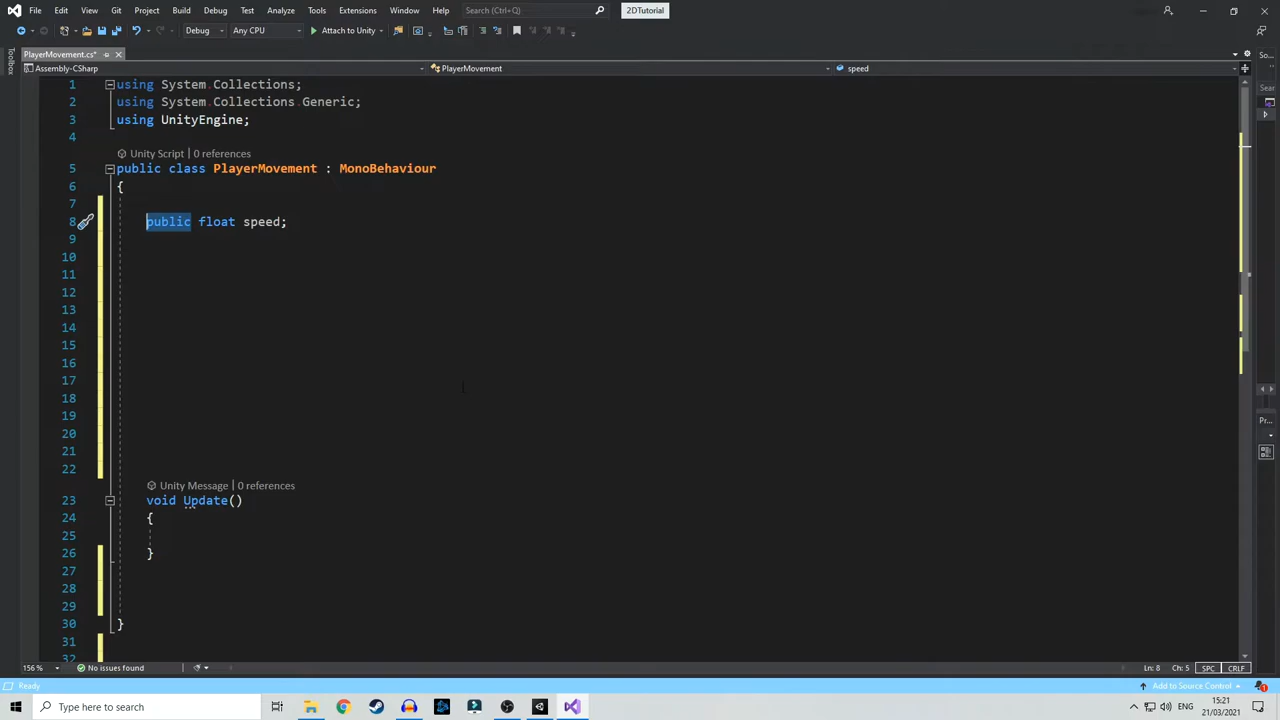 File Edit View Git Project Build Debug Test Analyze Tools Extensions Window Help Search (Ctrl+Q) 2DTutorial
Debug Any CPU Attach to Unity
PlayerMovement.cs*
Toolbox
Assembly-CSharp PlayerMovement speed
Sear
1 using System.Collections;
2 using System.Collections.Generic;
3 using UnityEngine;
4
Unity Script | 0 references
5 public class PlayerMovement : MonoBehaviour
6 {
7
8 public float speed;
9
10
11
12
13
14
15
16
17
18
19
20
21
22
Pr...
Unity Message | 0 references
23 void Update()
24 {
25
26 }
27
28
29
30 }
31
32
156 % No issues found Ln: 8 Ch: 5 SPC CRLF
Ready Add to Source Control 1
Type here to search ENG 15:21
21/03/2021